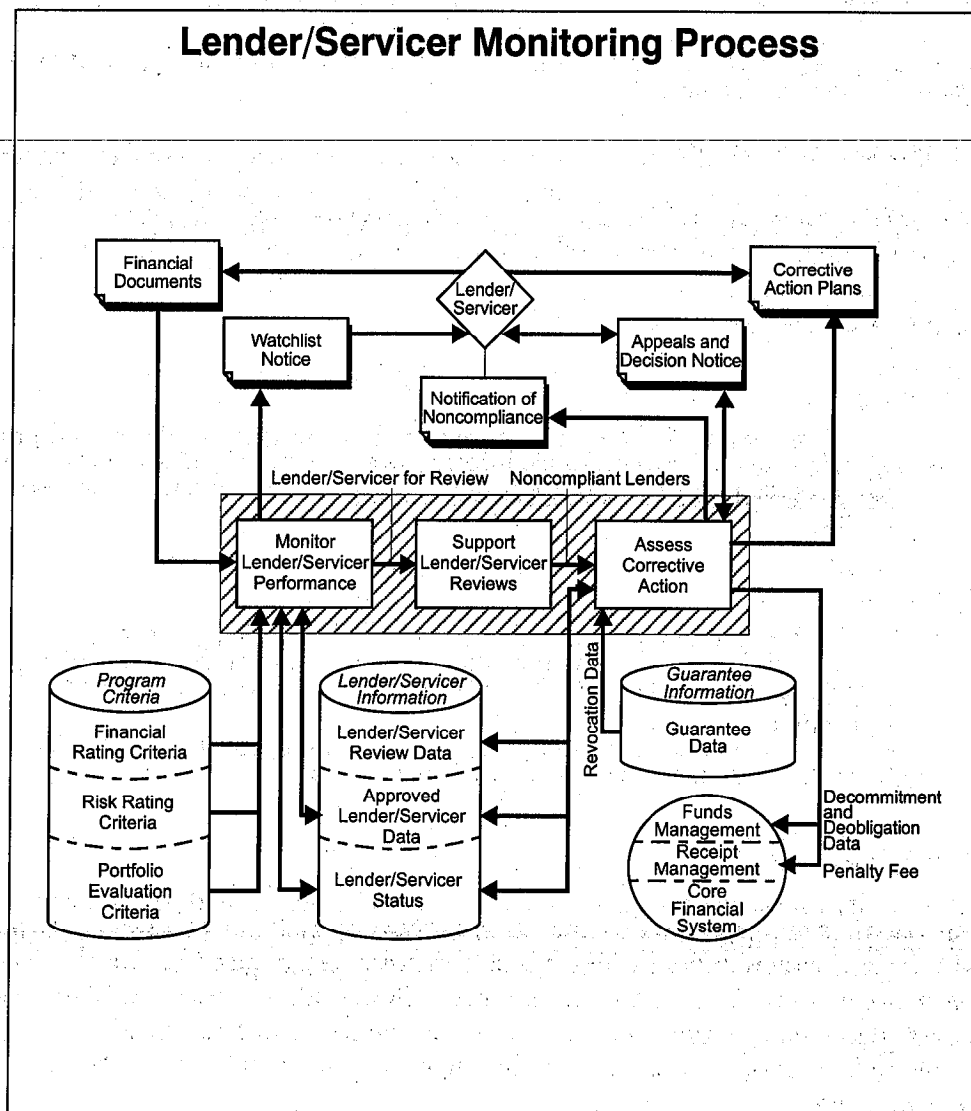 Lender/Servicer Monitoring Process
Financial
Documents
Lender/
Servicer
Corrective
Action Plans
Watchlist
Notice
Appeals and
Decision Notice
Notification of
Noncompliance
Lender/Servicer for Review
Noncompliant Lenders
Monitor
Lender/Servicer
Performance
Support
Lender/Servicer
Reviews
Assess
Corrective
Action
Program
Criteria
Financial
Rating Criteria
Risk Rating
Criteria
Portfolio
Evaluation
Criteria
Lender/Servicer
Information
Lender/Servicer
Review Data
Approved
Lender/Servicer
Data
Lender/Servicer
Status
Revocation Data
Guarantee
Information
Guarantee
Data
Funds
Management
Receipt
Management
Core
Financial
System
Decommitment
and
Deobligation
Data
Penalty Fee